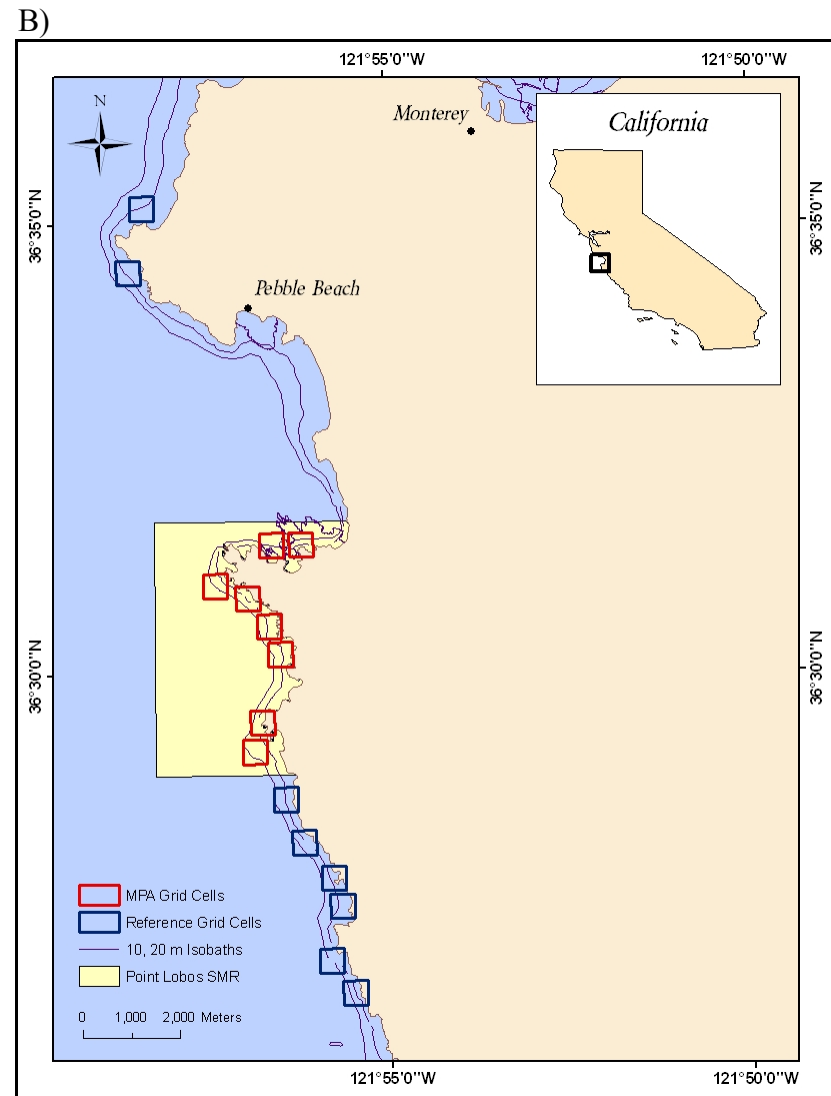 B)
121°55'0"W 121°50'0"W
N
Monterey
California
36°35'0"N
36°35'0"N
Pebble Beach
36°30'0"N
36°30'0"N
MPA Grid Cells
Reference Grid Cells
10, 20 m Isobaths
Point Lobos SMR
0 1,000 2,000 Meters
121°55'0"W 121°50'0"W